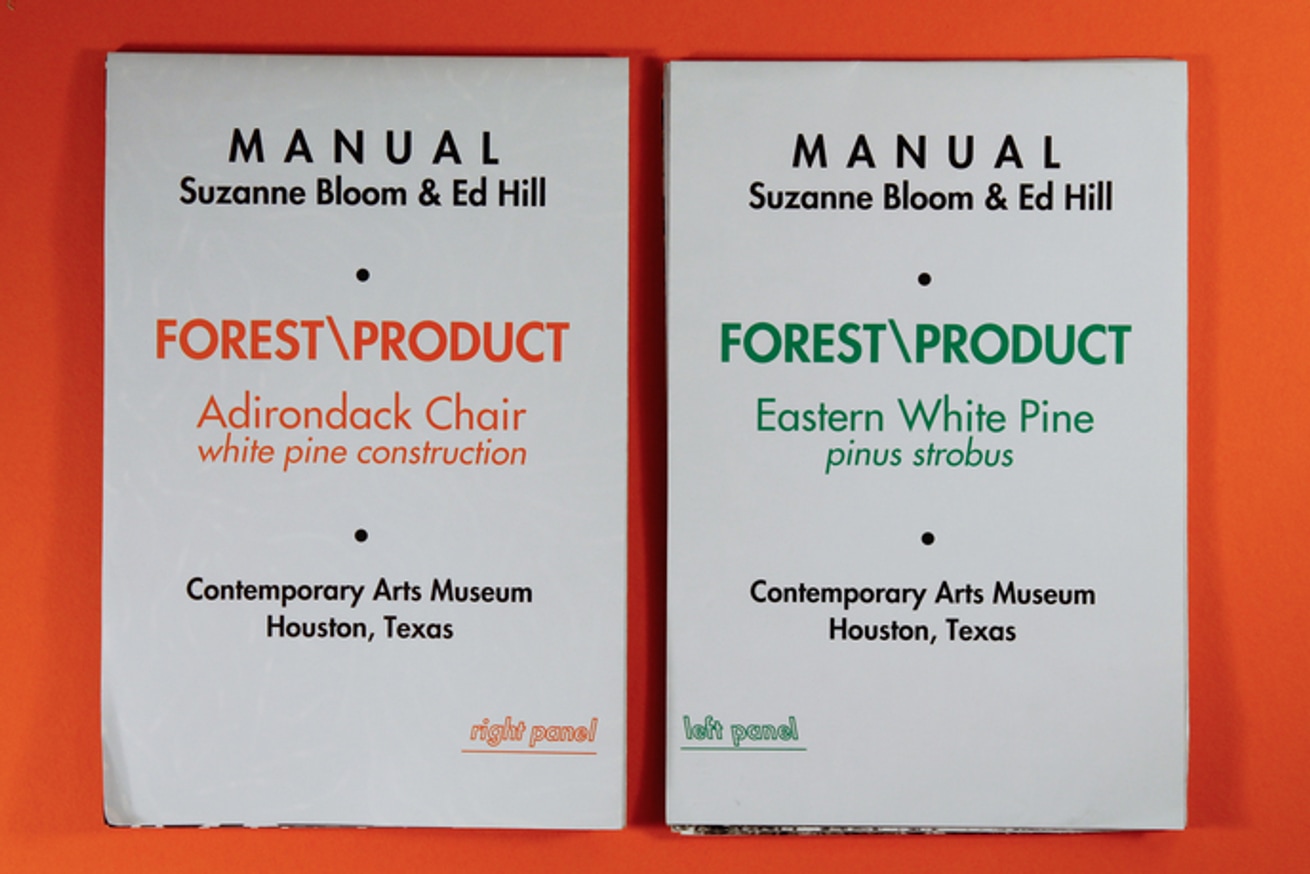 MANUAL
Suzanne Bloom & Ed Hill
•
FOREST\PRODUCT
Adirondack Chair
white pine construction
•
Contemporary Arts Museum
Houston, Texas
right panel
MANUAL
Suzanne Bloom & Ed Hill
•
FOREST\PRODUCT
Eastern White Pine
pinus strobus
•
Contemporary Arts Museum
Houston, Texas
left panel